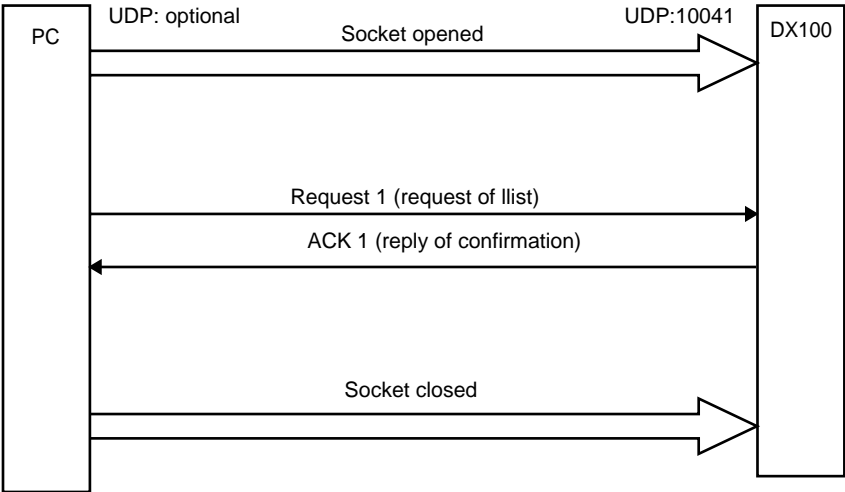 UDP: optional
UDP:10041
PC
Socket opened
DX100
Request 1 (request of llist)
ACK 1 (reply of confirmation)
Socket closed